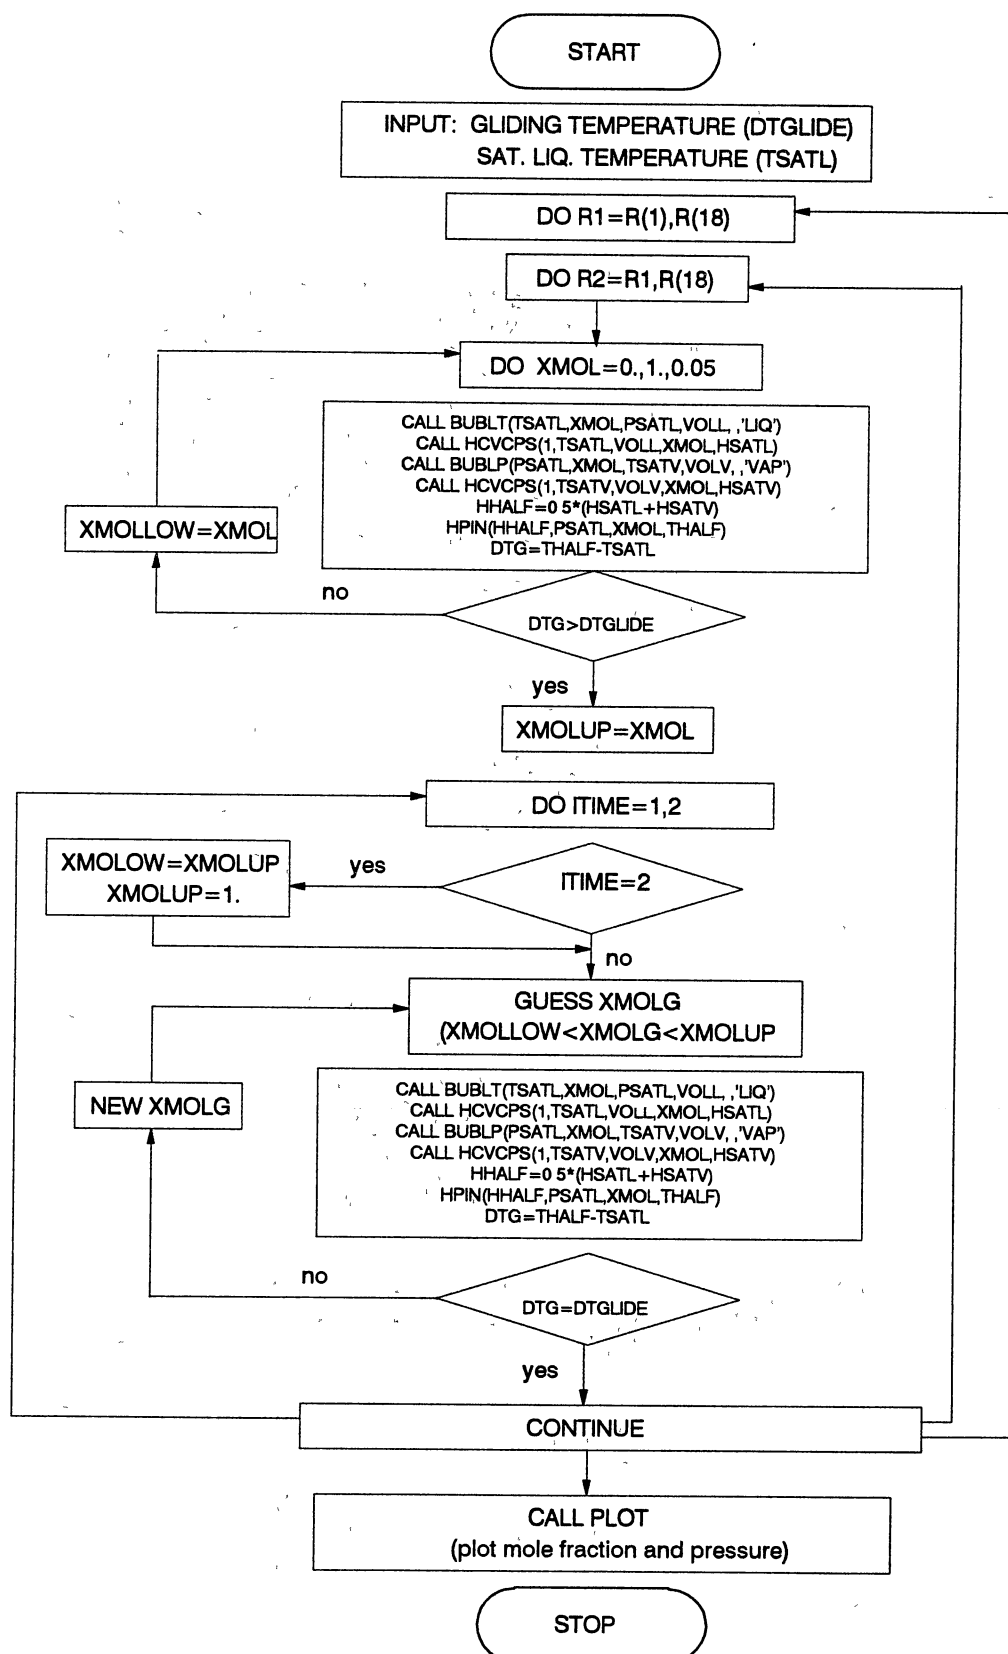 START
INPUT: GLIDING TEMPERATURE (DTGLIDE)
SAT. LIQ. TEMPERATURE (TSATL)
DO R1=R(1),R(18)
DO R2=R1,R(18)
DO XMOL=0.,1.,0.05
CALL BUBLT(TSATL,XMOL,PSATL,VOLL, ,'LIQ')
CALL HCVCPS(1,TSATL,VOLL,XMOL,HSATL)
CALL BUBLP(PSATL,XMOL,TSATV,VOLV, ,'VAP')
CALL HCVCPS(1,TSATV,VOLV,XMOL,HSATV)
HHALF=0 5*(HSATL+HSATV)
HPIN(HHALF,PSATL,XMOL,THALF)
DTG=THALF-TSATL
XMOLLOW=XMOL
no
DTG>DTGLIDE
yes
XMOLUP=XMOL
DO ITIME=1,2
XMOLOW=XMOLUP
XMOLUP=1.
yes
ITIME=2
no
GUESS XMOLG
(XMOLLOW<XMOLG<XMOLUP
NEW XMOLG
CALL BUBLT(TSATL,XMOL,PSATL,VOLL, ,'LIQ')
CALL HCVCPS(1,TSATL,VOLL,XMOL,HSATL)
CALL BUBLP(PSATL,XMOL,TSATV,VOLV, ,'VAP')
CALL HCVCPS(1,TSATV,VOLV,XMOL,HSATV)
HHALF=0 5*(HSATL+HSATV)
HPIN(HHALF,PSATL,XMOL,THALF)
DTG=THALF-TSATL
no
DTG=DTGLIDE
yes
CONTINUE
CALL PLOT
(plot mole fraction and pressure)
STOP